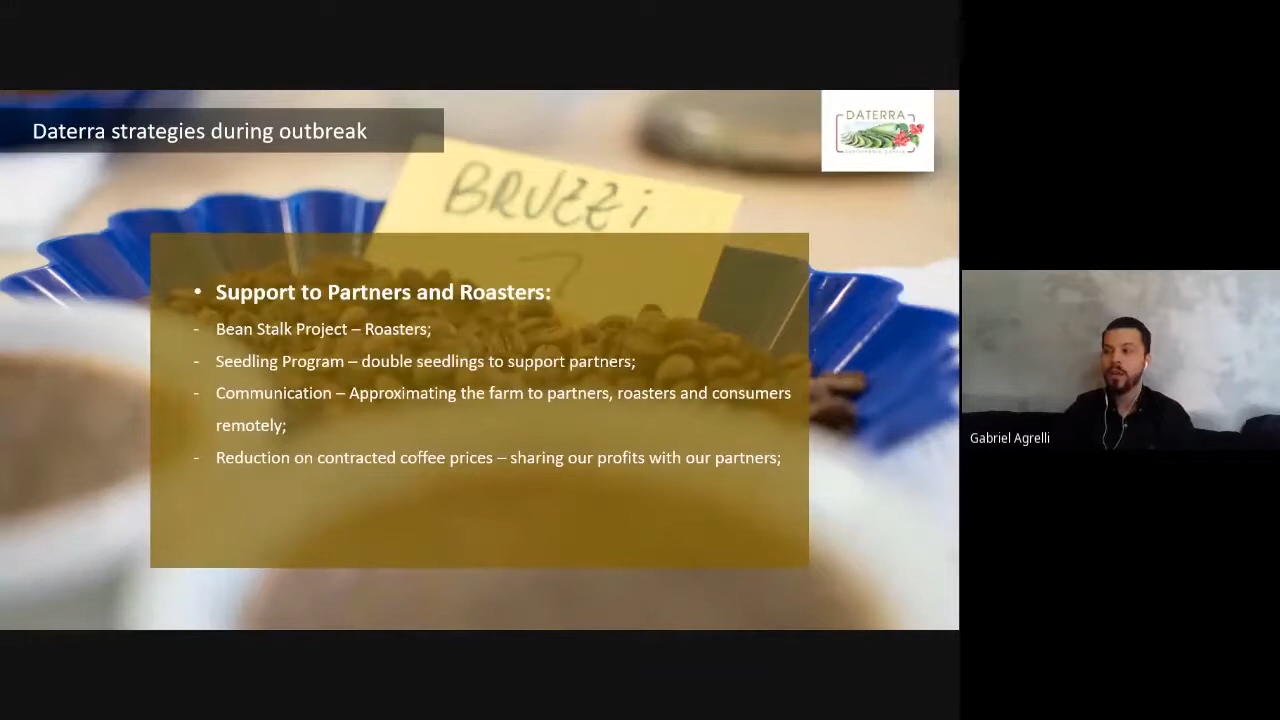 Daterra strategies during outbreak
DATERRA
BRUZZi
• Support to Partners and Roasters:
- Bean Stalk Project – Roasters;
- Seedling Program – double seedlings to support partners;
- Communication – Approximating the farm to partners, roasters and consumers
remotely;
- Reduction on contracted coffee prices – sharing our profits with our partners;
Gabriel Agrelli